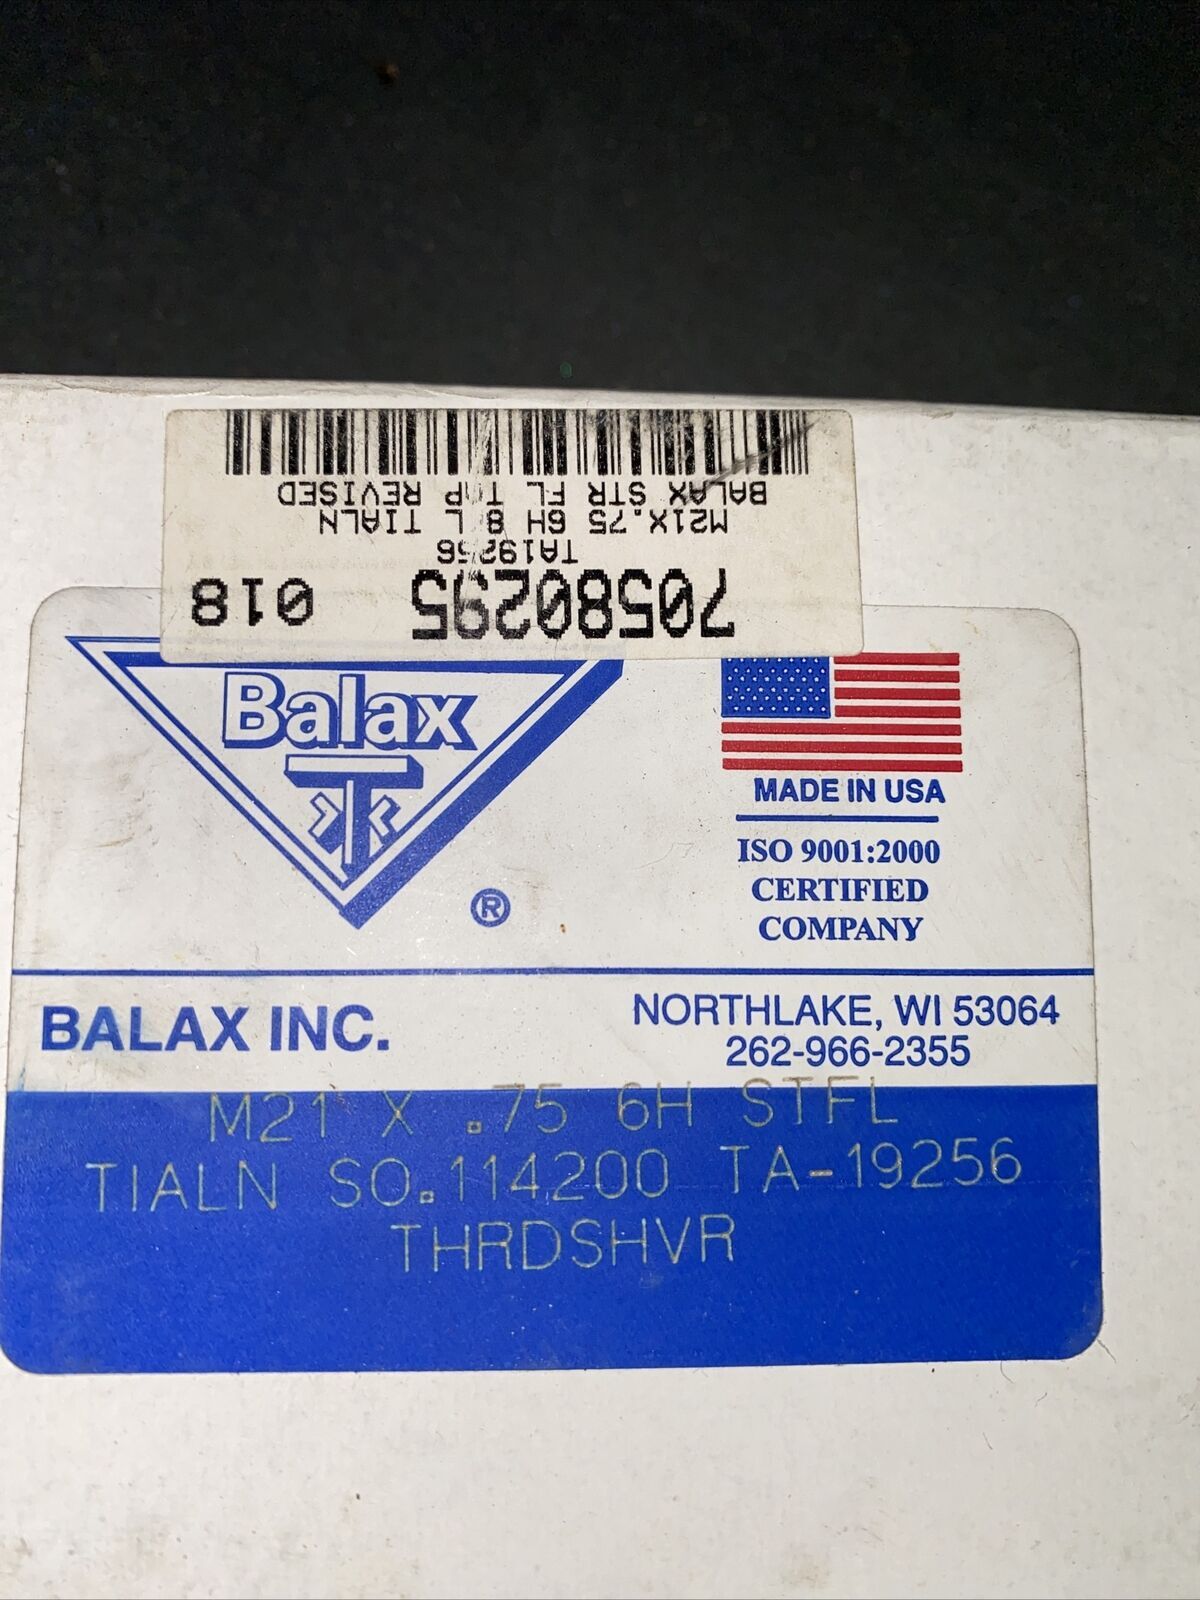 70580295 018
TA19256
M21X.75 6H 8 L TIALN
BALAX STR FL REVISED
Balax
®
MADE IN USA
ISO 9001:2000
CERTIFIED
COMPANY
BALAX INC.
NORTHLAKE, WI 53064
262-966-2355
M21 X .75 6H STFL
TIALN SO.114200 TA-19256
THRDSHVR